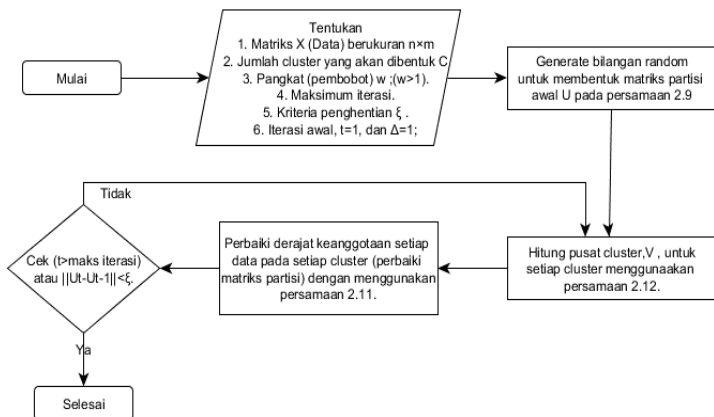 Mulai
Tentukan
1. Matriks X (Data) berukuran n×m
2. Jumlah cluster yang akan dibentuk C
3. Pangkat (pembobot) w ;(w>1).
4. Maksimum iterasi.
5. Kriteria penghentian ξ .
6. Iterasi awal, t=1, dan Δ=1;
Generate bilangan random
untuk membentuk matriks partisi
awal U pada persamaan 2.9
Hitung pusat cluster,V , untuk
setiap cluster menggunaakan
persamaan 2.12.
Perbaiki derajat keanggotaan setiap
data pada setiap cluster (perbaiki
matriks partisi) dengan menggunakan
persamaan 2.11.
Cek (t>maks iterasi)
atau ||Ut-Ut-1||<ξ.
Tidak
Ya
Selesai